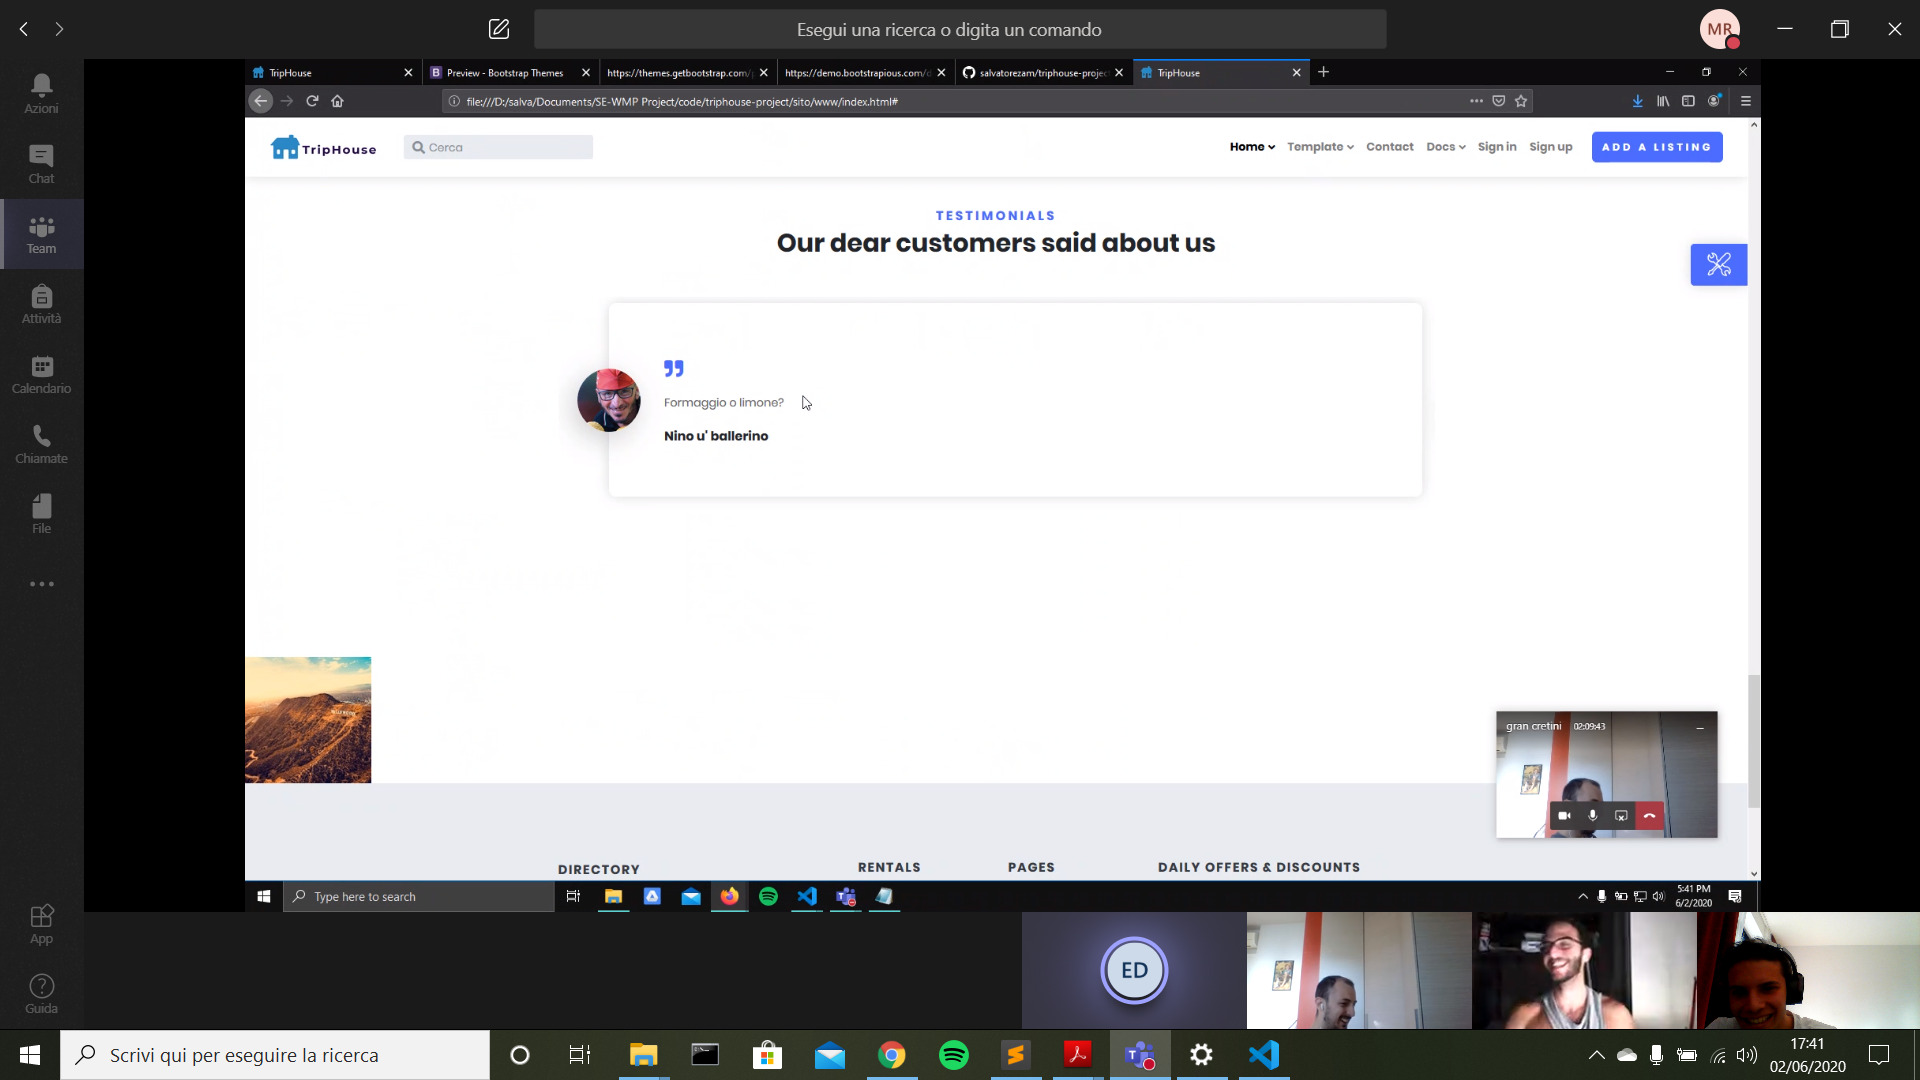 Esegui una ricerca o digita un comando
MR
Azioni
Chat
Team
Attività
Calendario
Chiamate
File
App
Guida
TripHouse
Preview - Bootstrap Themes
https://themes.getbootstrap.com/
https://demo.bootstrapious.com/d
salvatorezam/triphouse-projec
TripHouse
file:///D:/salva/Documents/SE-WMP Project/code/triphouse-project/sito/www/index.html#
TripHouse
Cerca
Home
Template
Contact
Docs
Sign in
Sign up
ADD A LISTING
TESTIMONIALS
Our dear customers said about us
Formaggio o limone?
Nino u' ballerino
gran cretini 02:09:43
DIRECTORY
RENTALS
PAGES
DAILY OFFERS & DISCOUNTS
Type here to search
5:41 PM
6/2/2020
ED
Scrivi qui per eseguire la ricerca
17:41
02/06/2020